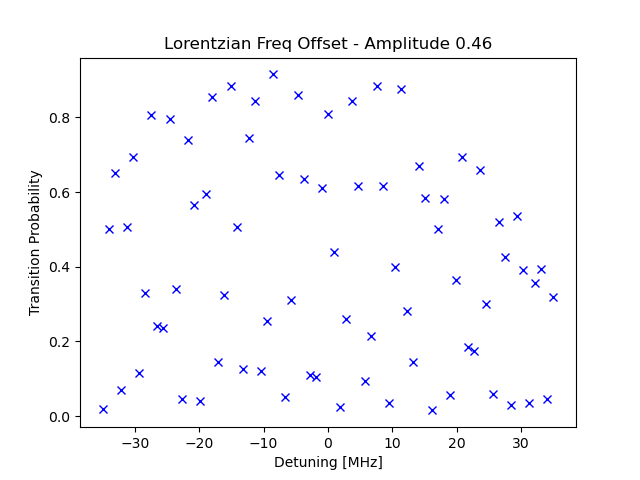 Lorentzian Freq Offset - Amplitude 0.46
Transition Probability
0.8
0.6
0.4
0.2
0.0
−30 −20 −10 0 10 20 30
Detuning [MHz]